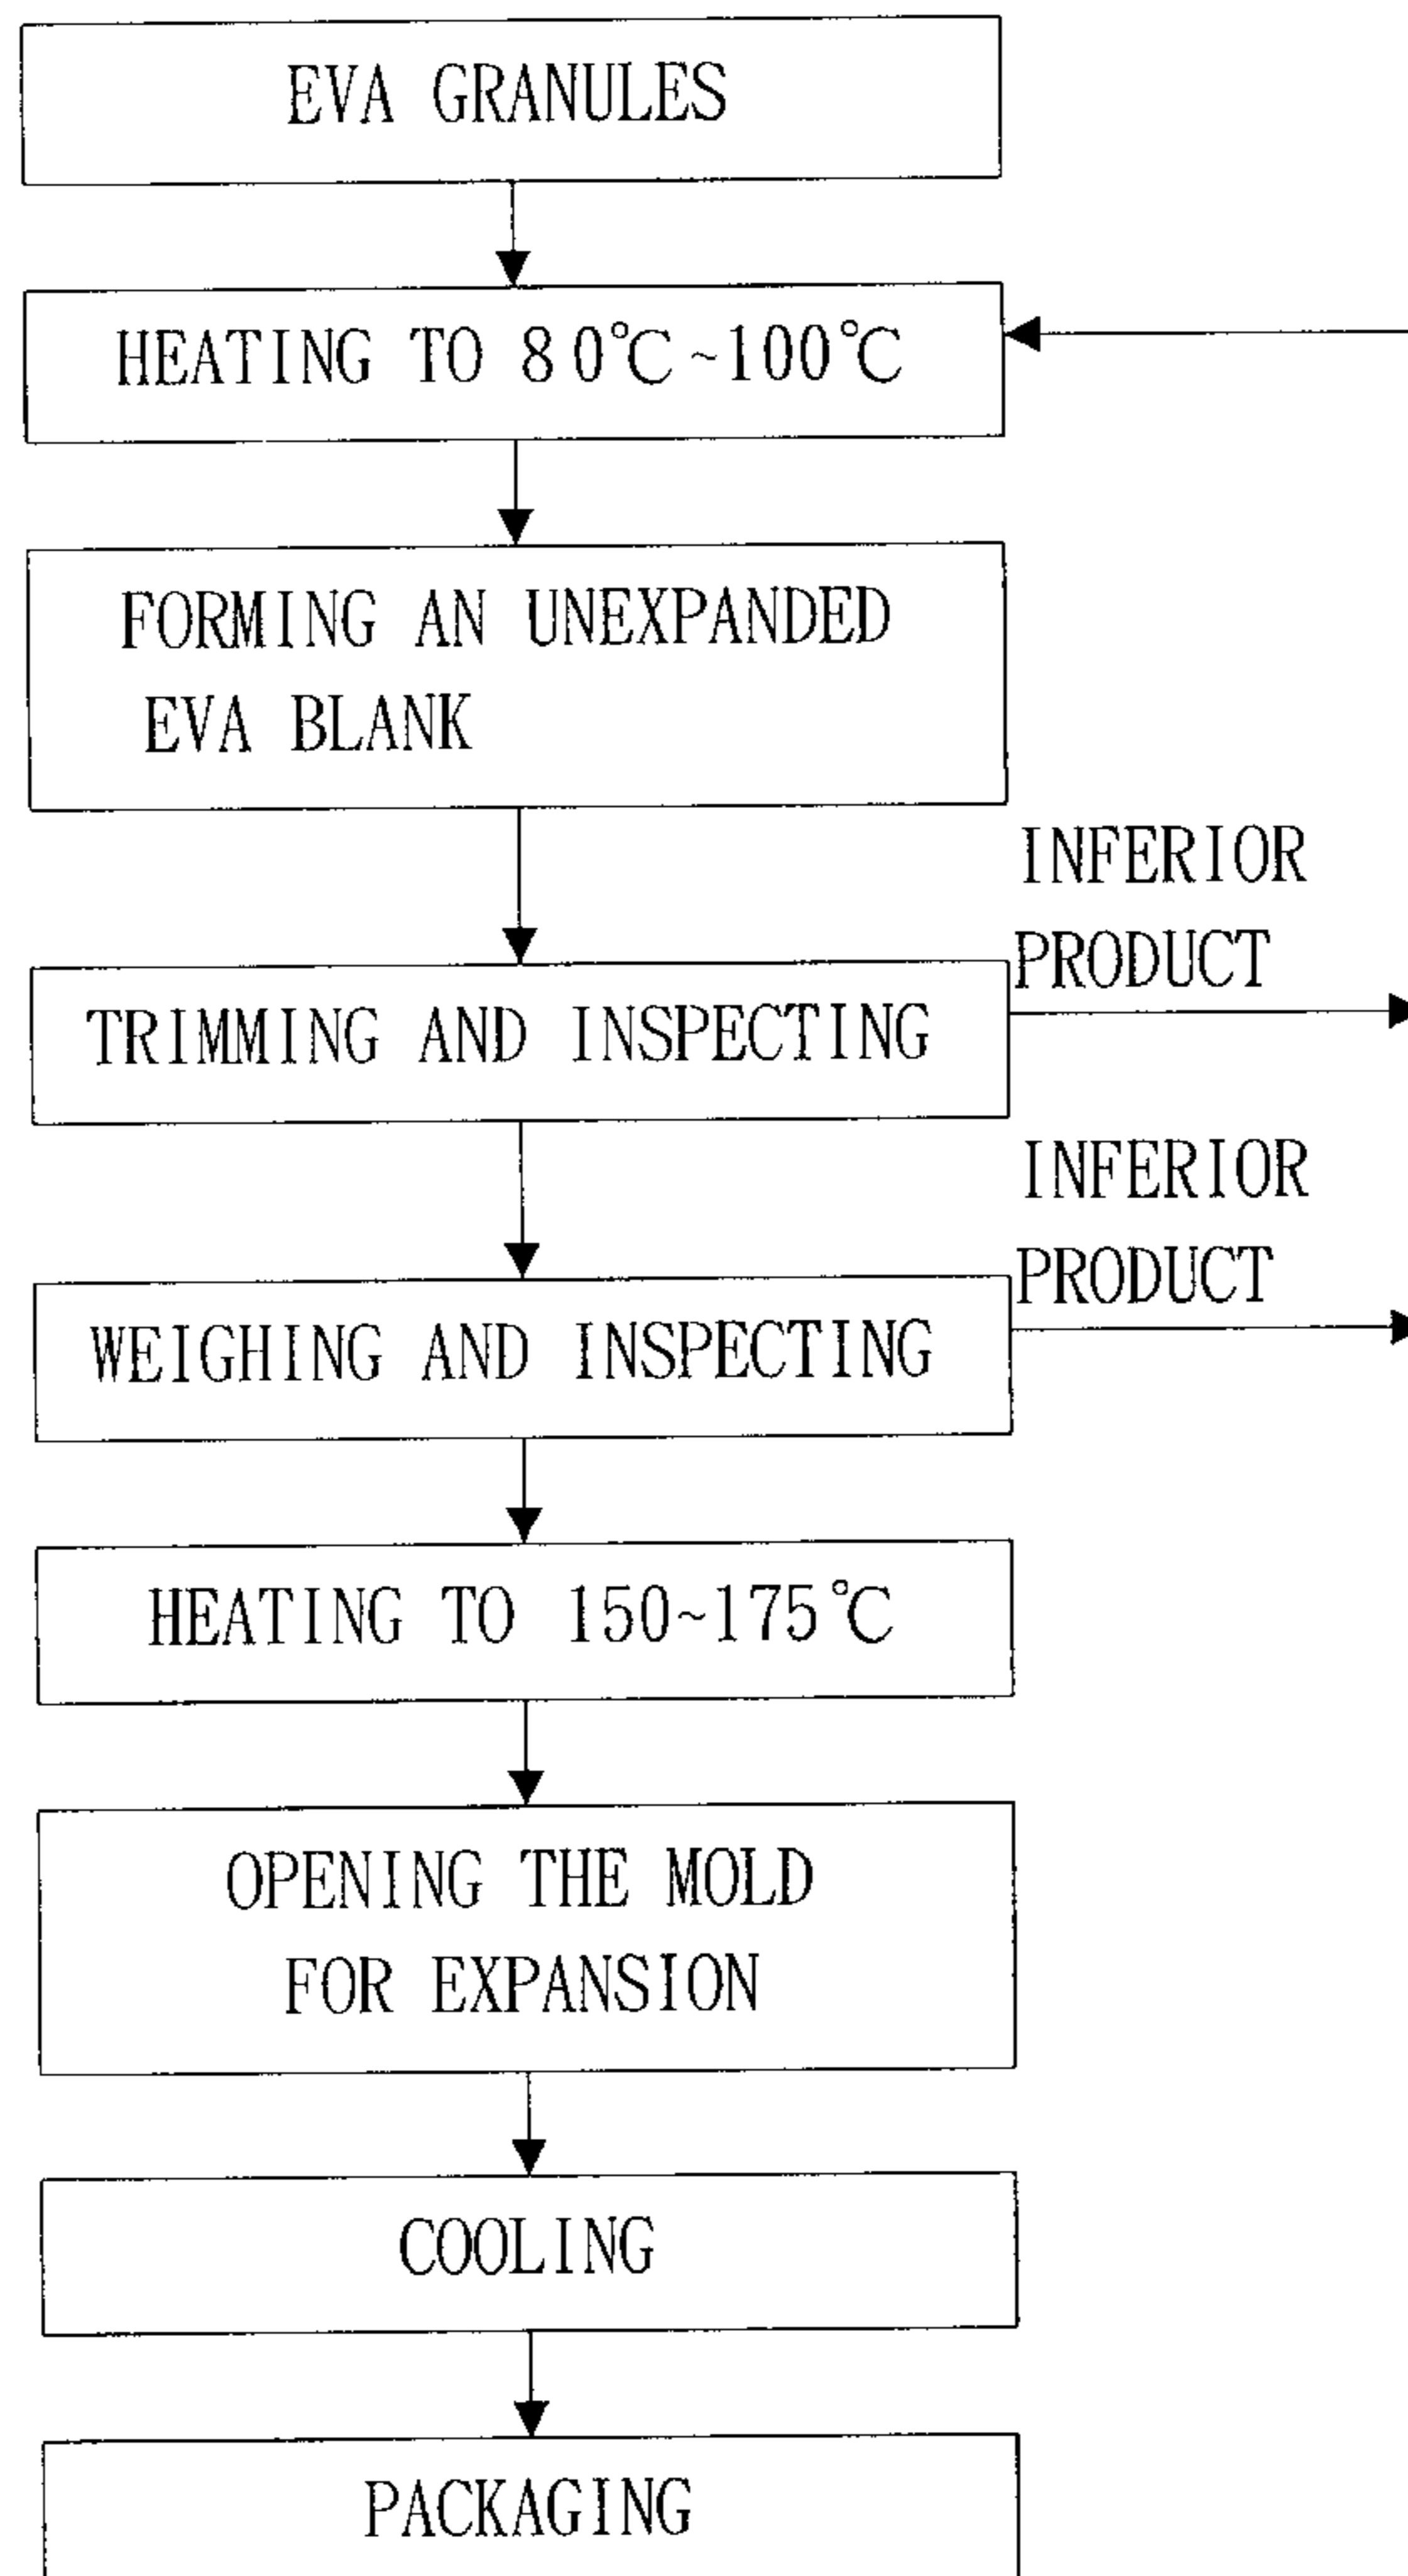 EVA GRANULES
HEATING TO 80℃~100℃
FORMING AN UNEXPANDED
EVA BLANK
INFERIOR
PRODUCT
TRIMMING AND INSPECTING
INFERIOR
PRODUCT
WEIGHING AND INSPECTING
HEATING TO 150~175℃
OPENING THE MOLD
FOR EXPANSION
COOLING
PACKAGING